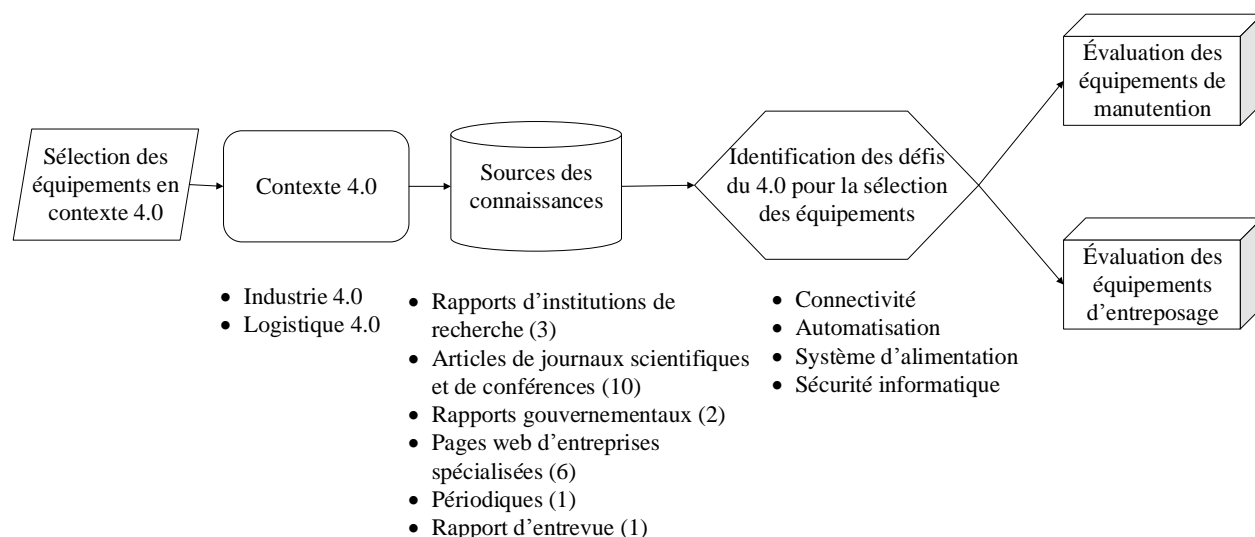 Sélection des
équipements en
contexte 4.0
Contexte 4.0
• Industrie 4.0
• Logistique 4.0
Sources des
connaissances
• Rapports d’institutions de
recherche (3)
• Articles de journaux scientifiques
et de conférences (10)
• Rapports gouvernementaux (2)
• Pages web d’entreprises
spécialisées (6)
• Périodiques (1)
• Rapport d’entrevue (1)
Identification des défis
du 4.0 pour la sélection
des équipements
• Connectivité
• Automatisation
• Système d’alimentation
• Sécurité informatique
Évaluation des
équipements de
manutention
Évaluation des
équipements
d’entreposage